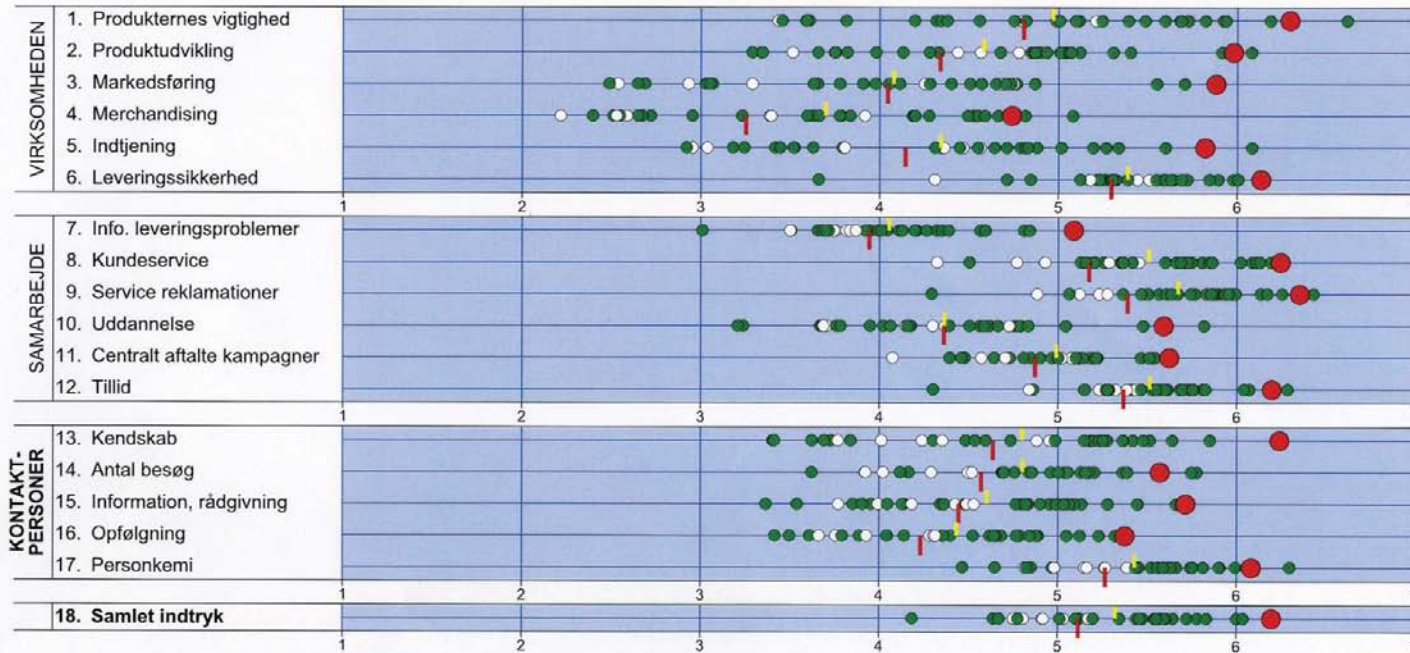 VIRKSOMHEDEN
1. Produkternes vigtighed
2. Produktudvikling
3. Markedsføring
4. Merchandising
5. Indtjening
6. Leveringssikkerhed
1 2 3 4 5 6
SAMARBEJDE
7. Info. leveringsproblemer
8. Kundeservice
9. Service reklamationer
10. Uddannelse
11. Centralt aftalte kampagner
12. Tillid
1 2 3 4 5 6
KONTAKT-
PERSONER
13. Kendskab
14. Antal besøg
15. Information, rådgivning
16. Opfølgning
17. Personkemi
1 2 3 4 5 6
18. Samlet indtryk
1 2 3 4 5 6